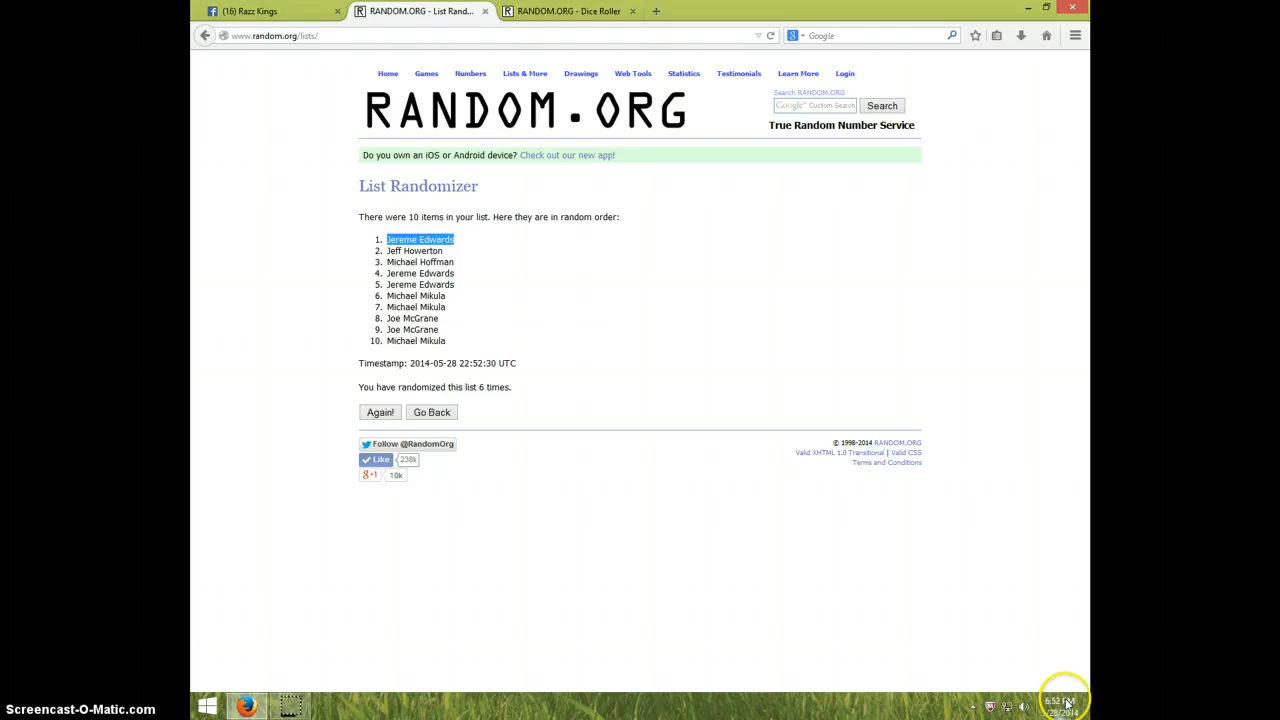 (16) Razz Kings
RANDOM.ORG - List Rand...
RANDOM.ORG - Dice Roller
www.random.org/lists/
Google
Home Games Numbers Lists & More Drawings Web Tools Statistics Testimonials Learn More Login
Search RANDOM.ORG
RANDOM.ORG
Google™ Custom Search
Search
True Random Number Service
Do you own an iOS or Android device? Check out our new app!
List Randomizer
There were 10 items in your list. Here they are in random order:
1. Jereme Edwards
2. Jeff Howerton
3. Michael Hoffman
4. Jereme Edwards
5. Jereme Edwards
6. Michael Mikula
7. Michael Mikula
8. Joe McGrane
9. Joe McGrane
10. Michael Mikula
Timestamp: 2014-05-28 22:52:30 UTC
You have randomized this list 6 times.
Again! Go Back
Follow @RandomOrg
Like 238k
g+1 10k
© 1998-2014 RANDOM.ORG
Valid XHTML 1.0 Transitional | Valid CSS
Terms and Conditions
6:52 PM
5/28/2014
Screencast-O-Matic.com